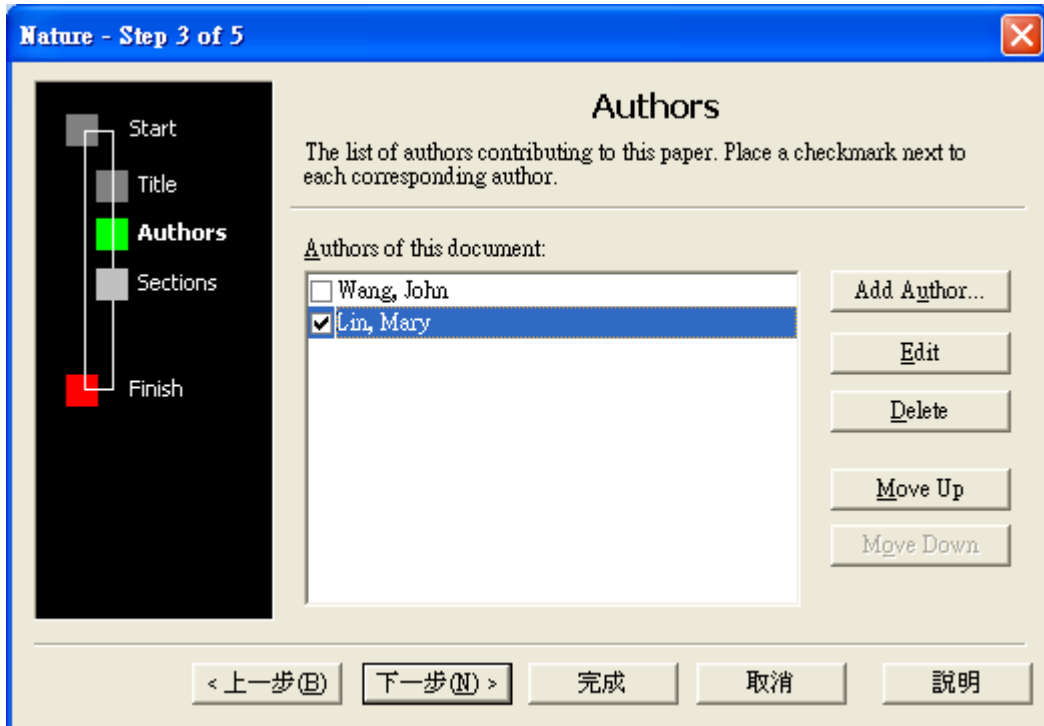 Nature - Step 3 of 5
Start
Title
Authors
Sections
Finish
Authors
The list of authors contributing to this paper. Place a checkmark next to
each corresponding author.
Authors of this document:
Wang, John
Lin, Mary
Add Author...
Edit
Delete
Move Up
Move Down
< 上一步(B)
下一步(N) >
完成
取消
說明